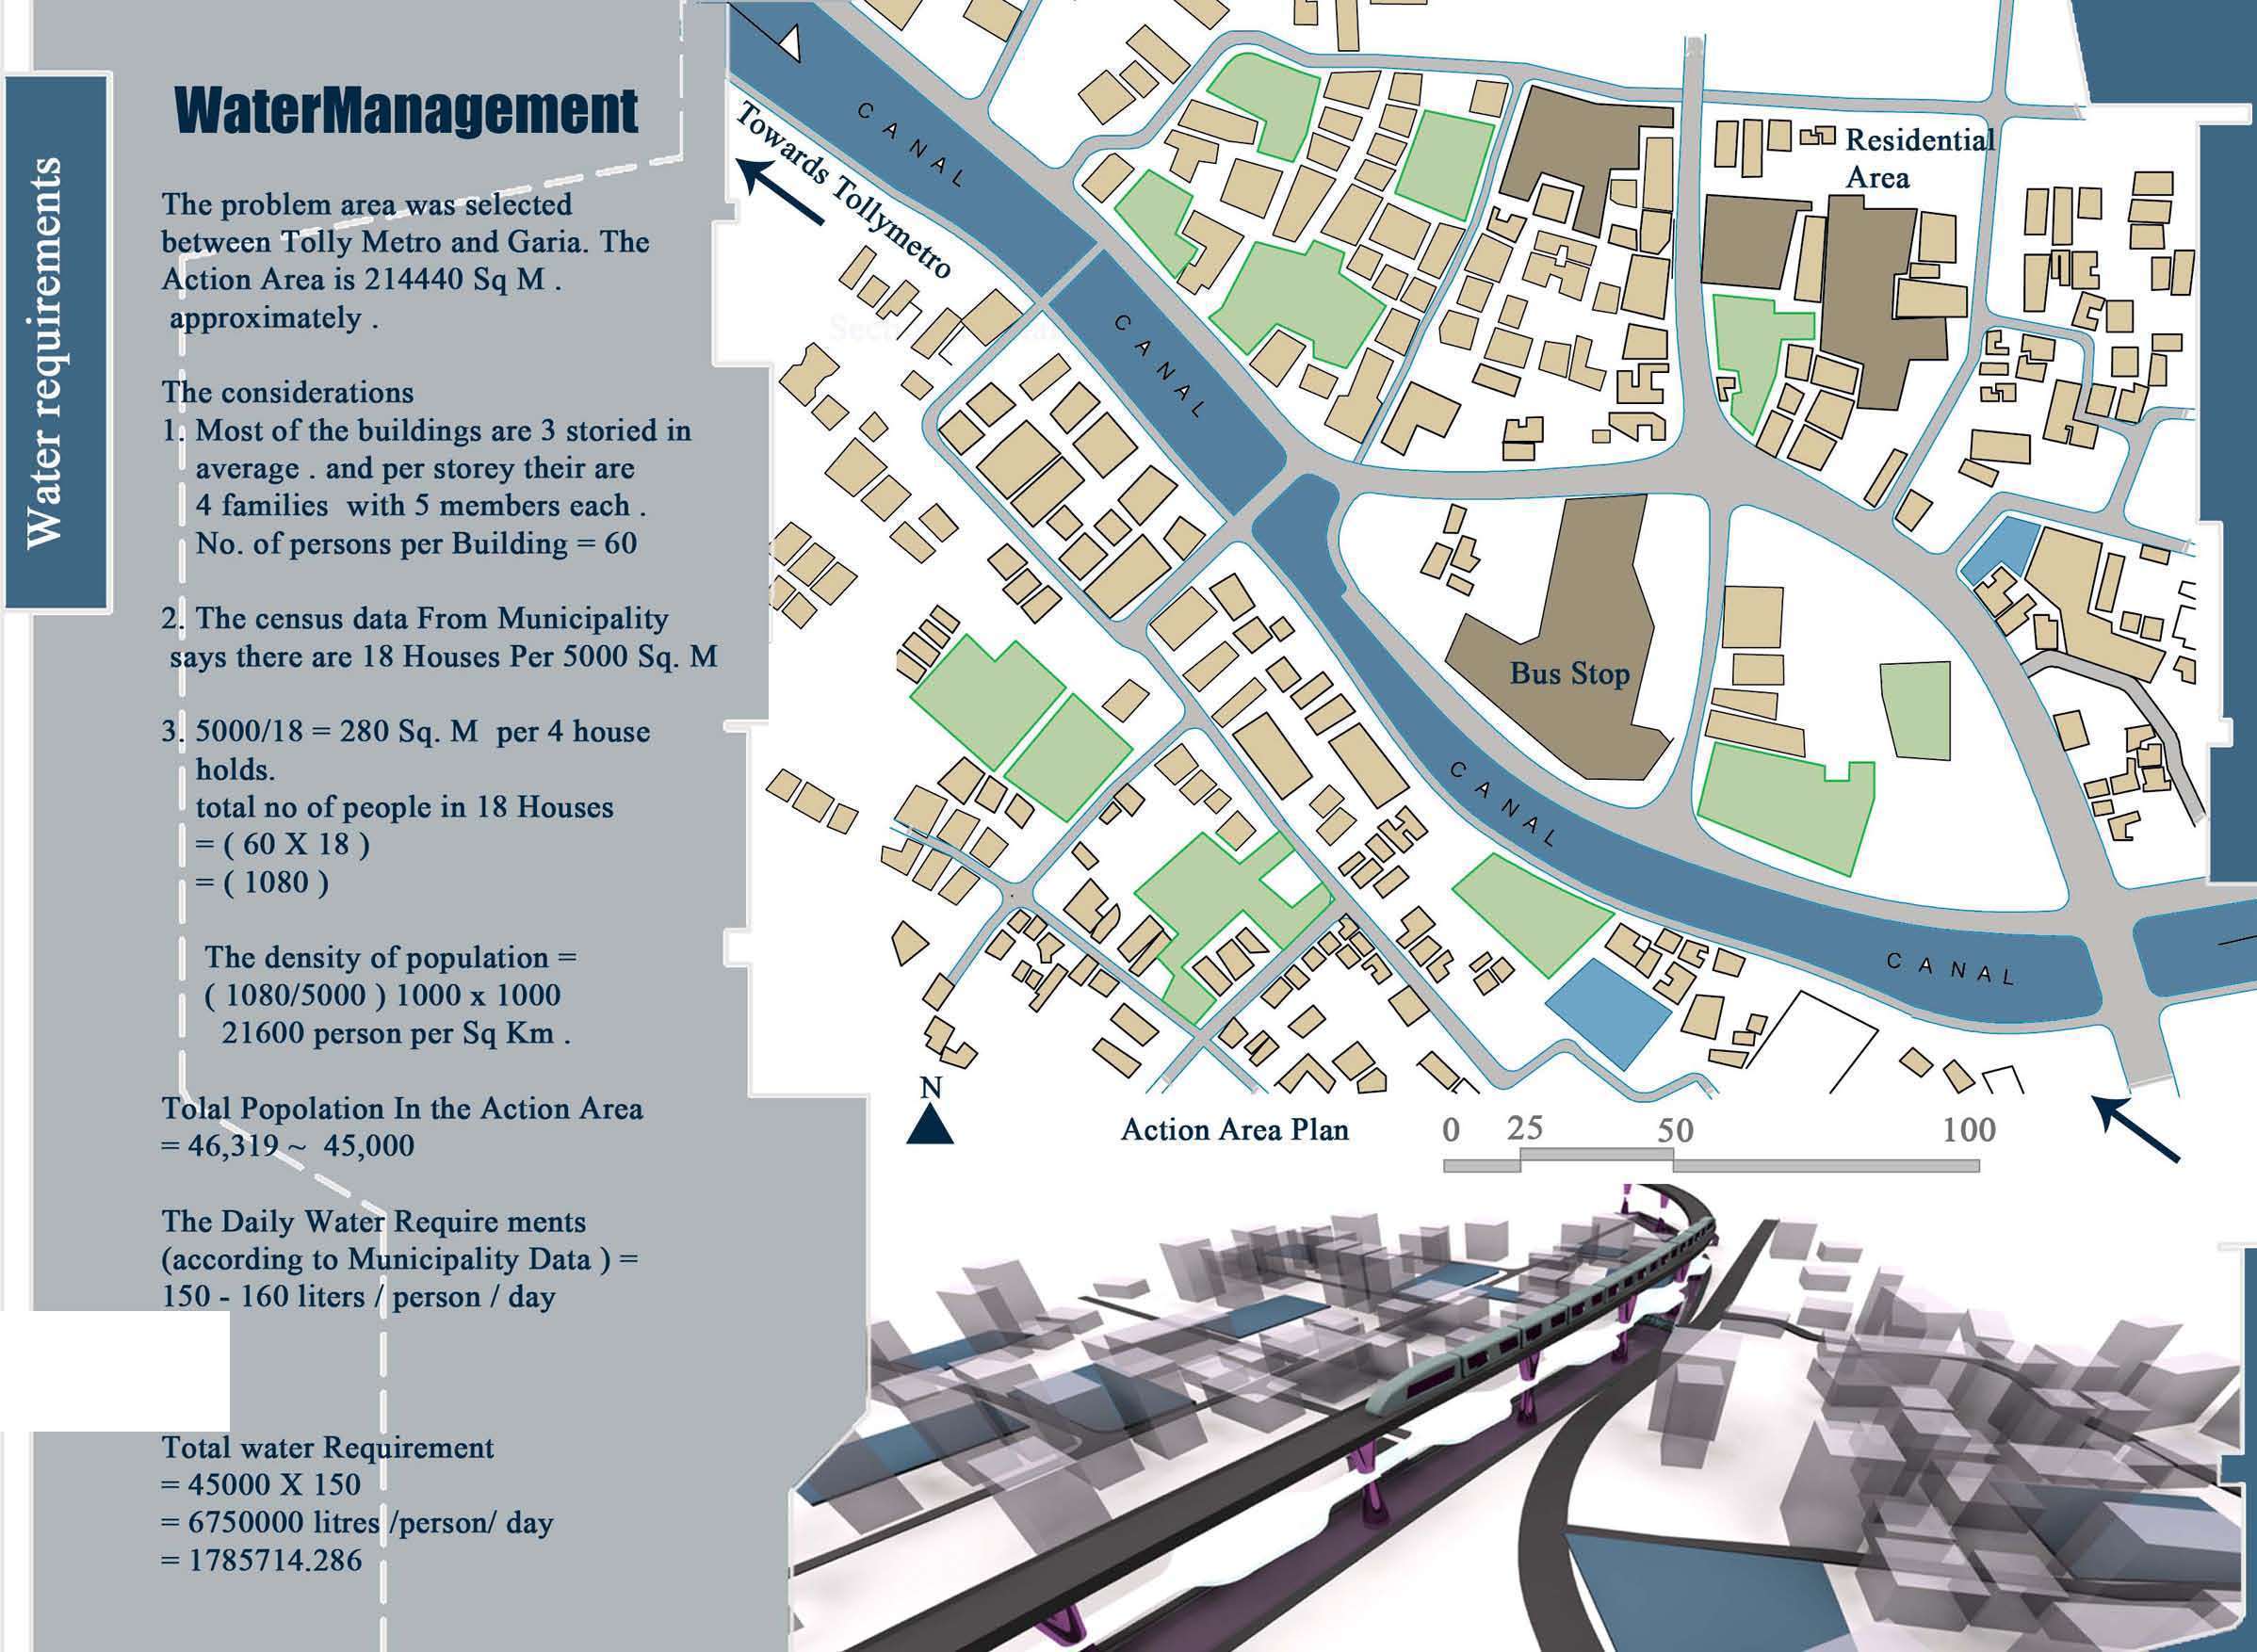 Water requirements
WaterManagement
The problem area was selected
between Tolly Metro and Garia. The
Action Area is 214440 Sq M .
approximately .
The considerations
1. Most of the buildings are 3 storied in
average . and per storey their are
4 families with 5 members each .
No. of persons per Building = 60
2. The census data From Municipality
says there are 18 Houses Per 5000 Sq. M
3. 5000/18 = 280 Sq. M per 4 house
holds.
total no of people in 18 Houses
= ( 60 X 18 )
= ( 1080 )
The density of population =
( 1080/5000 ) 1000 x 1000
21600 person per Sq Km .
Tolal Popolation In the Action Area
= 46,319 ~ 45,000
The Daily Water Require ments
(according to Municipality Data ) =
150 - 160 liters / person / day
Total water Requirement
= 45000 X 150
= 6750000 litres /person/ day
= 1785714.286
CANAL
Towards Tollymetro
Residential
Area
CANAL
Bus Stop
CANAL
CANAL
N
Action Area Plan
0 25 50 100